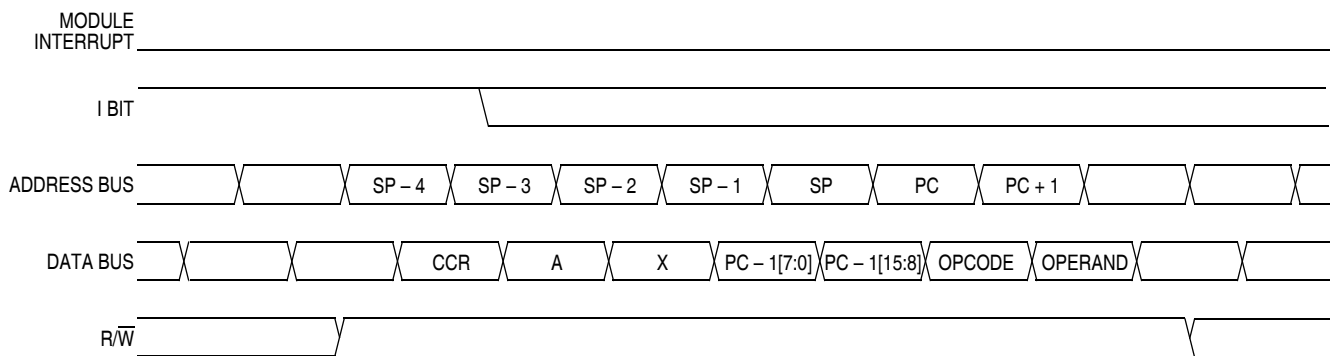 MODULE
INTERRUPT
I BIT
ADDRESS BUS SP – 4 SP – 3 SP – 2 SP – 1 SP PC PC + 1
DATA BUS CCR A X PC – 1[7:0] PC – 1[15:8] OPCODE OPERAND
R/W̅